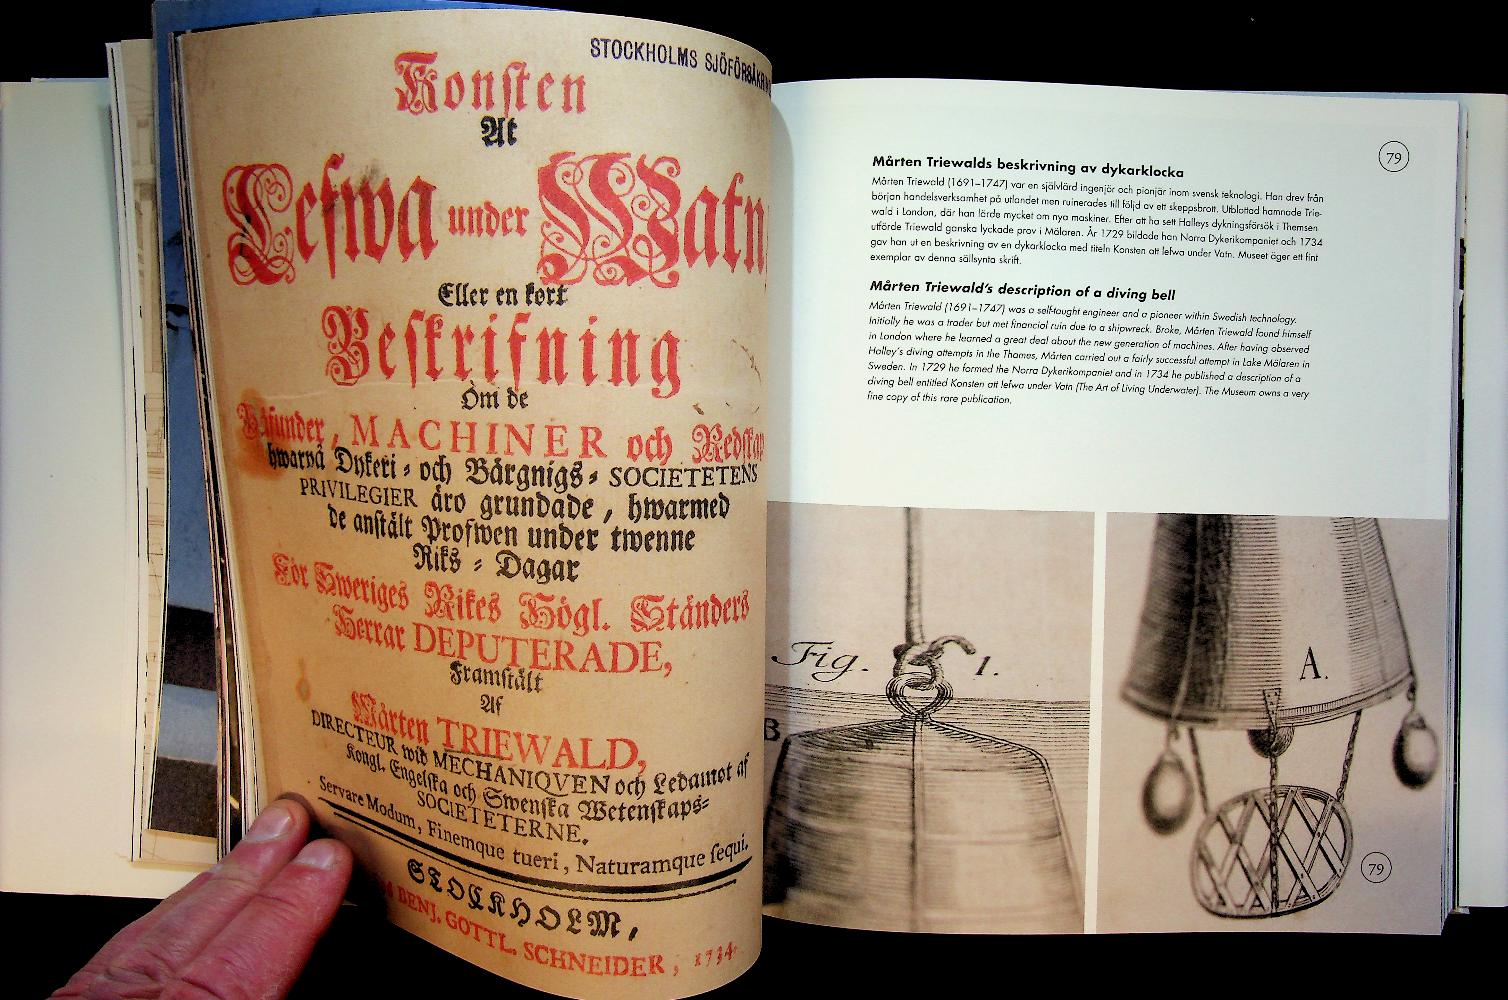 STOCKHOLMS SJÖFÖRSÄKRIN
Konsten
At
Lefwa under Watn
Eller en kort
Beskrifning
Om de
Påfunder, MACHINER och Redskap
hwarpå Dykeri- och Bärgnigs- SOCIETETENS
PRIVILEGIER äro grundade, hwarmed
de anstält Profwen under twenne
Riks-Dagar
För Sweriges Rikes Högl. Ständers
Herrar DEPUTERADE,
Framstält
Af
Mårten TRIEWALD,
DIRECTEUR wid MECHANIQVEN och Ledamot af
Kongl. Engelska och Swenska Wetenskaps-
SOCIETETERNE.
Servare Modum, Finemque tueri, Naturamque sequi.
STOCKHOLM,
BENJ. GOTTL. SCHNEIDER, 1734.
79
Mårten Triewalds beskrivning av dykarklocka
Mårten Triewald (1691–1747) var en självlärd ingenjör och pionjär inom svensk teknologi. Han drev från
början handelsverksamhet på utlandet men ruinerades till följd av ett skeppsbrott. Utblottad hamnade Trie-
wald i London, där han lärde mycket om nya maskiner. Efter att ha sett Halleys dykningsförsök i Themsen
utförde Triewald ganska lyckade prov i Mälaren. År 1729 bildade han Norra Dykerikompaniet och 1734
gav han ut en beskrivning av en dykarklocka med titeln Konsten att lefwa under Vatn. Museet äger ett fint
exemplar av denna sällsynta skrift.
Mårten Triewald's description of a diving bell
Mårten Triewald (1691–1747) was a self-taught engineer and a pioneer within Swedish technology.
Initially he was a trader but met financial ruin due to a shipwreck. Broke, Mårten Triewald found himself
in London where he learned a great deal about the new generation of machines. After having observed
Halley's diving attempts in the Thames, Mårten carried out a fairly successful attempt in Lake Mälaren in
Sweden. In 1729 he formed the Norra Dykerikompaniet and in 1734 he published a description of a
diving bell entitled Konsten att lefwa under Vatn (The Art of Living Underwater). The Museum owns a very
fine copy of this rare publication.
Fig. 1.
B
A.
79